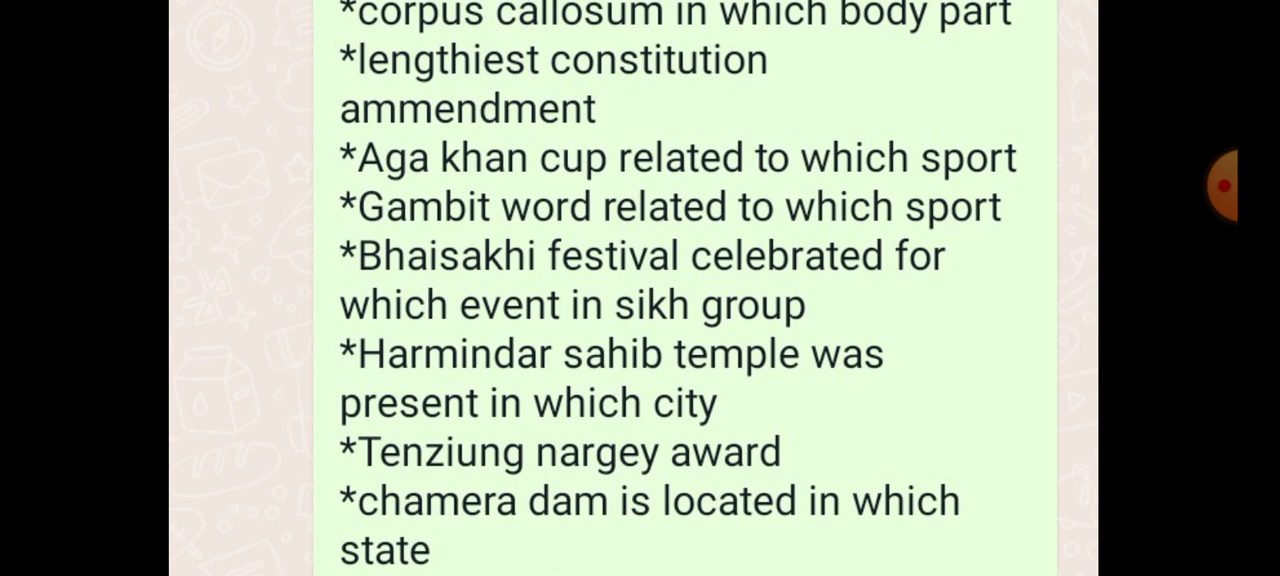 *corpus callosum in which body part
*lengthiest constitution
ammendment
*Aga khan cup related to which sport
*Gambit word related to which sport
*Bhaisakhi festival celebrated for
which event in sikh group
*Harmindar sahib temple was
present in which city
*Tenziung nargey award
*chamera dam is located in which
state